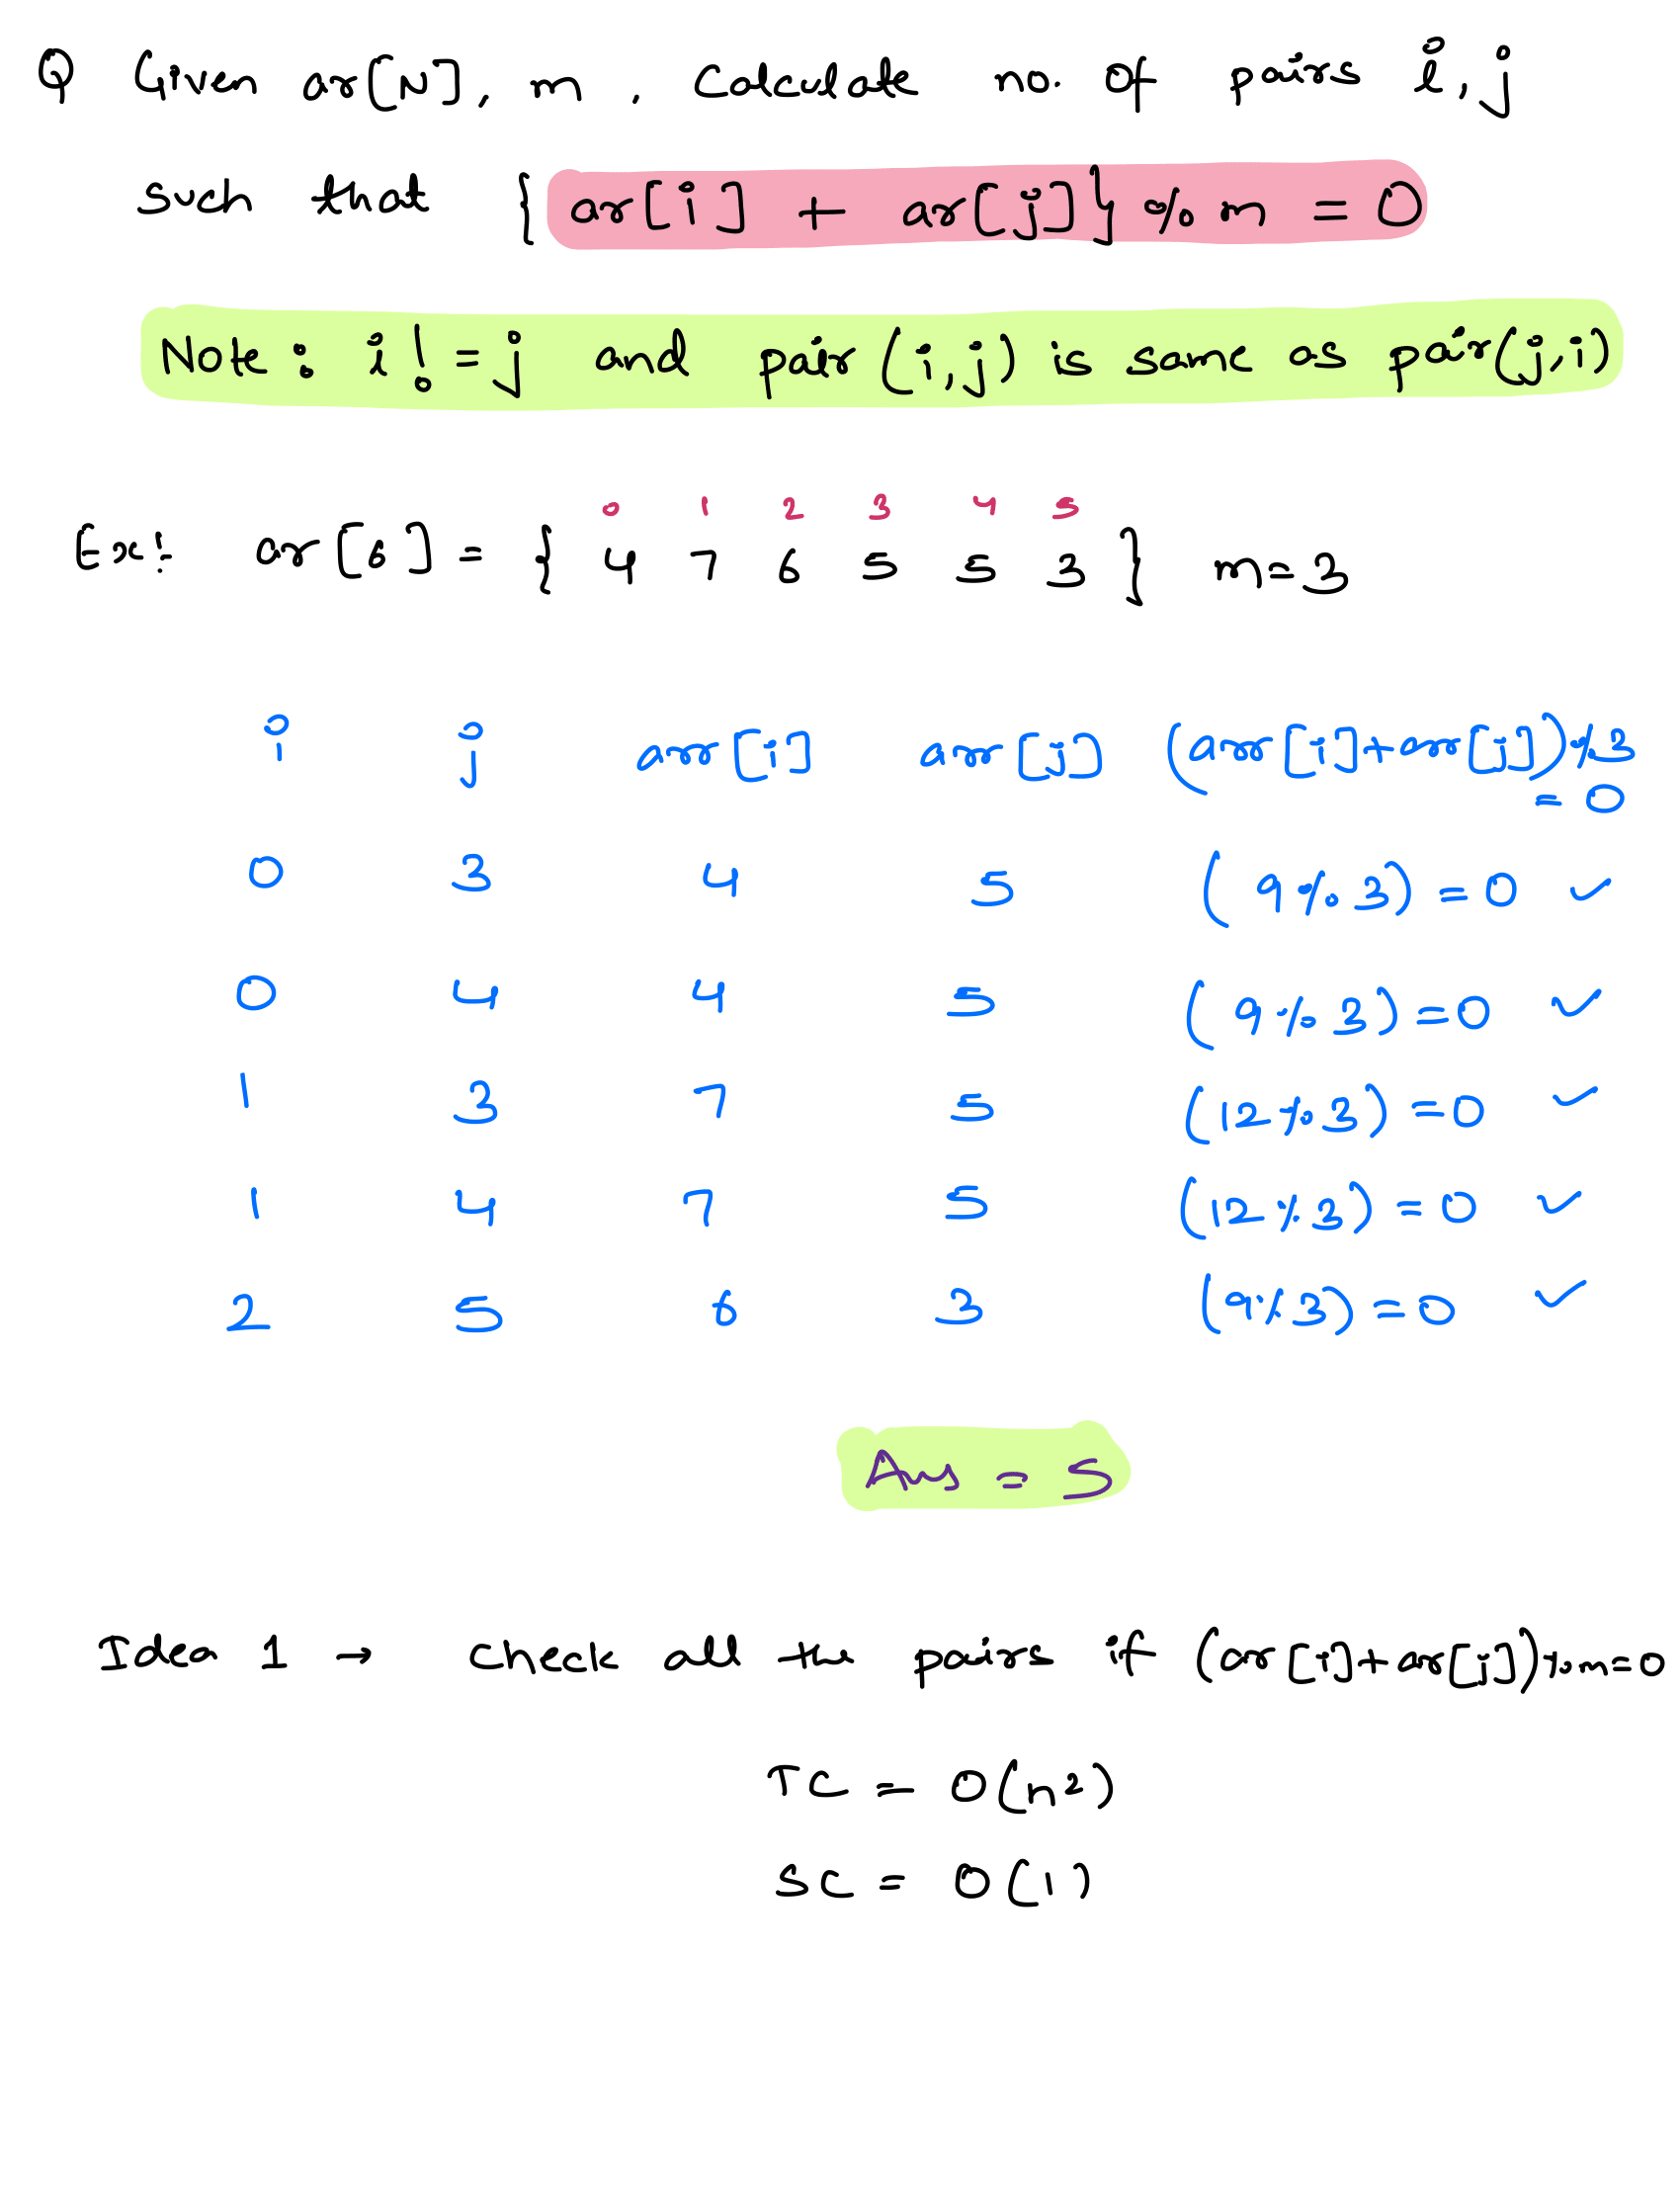 Q Given ar[N], m, Calculate no. of pairs i,j
such that {ar[i] + ar[j]} % m = 0
Note: i != j and pair (i,j) is same as pair(j,i)
0 1 2 3 4 5
Ex! ar[6] = { 4 7 6 5 5 3 } m=3
i j arr[i] arr[j] (arr[i]+arr[j])%3
= 0
0 3 4 5 (9%3) = 0 ✓
0 4 4 5 (9%3) = 0 ✓
1 3 7 5 (12%3) = 0 ✓
1 4 7 5 (12%3) = 0 ✓
2 5 6 3 (9%3) = 0 ✓
Ans = 5
Idea 1 → Check all the pairs if (ar[i]+ar[j])%m=0
TC = O(n²)
SC = O(1)